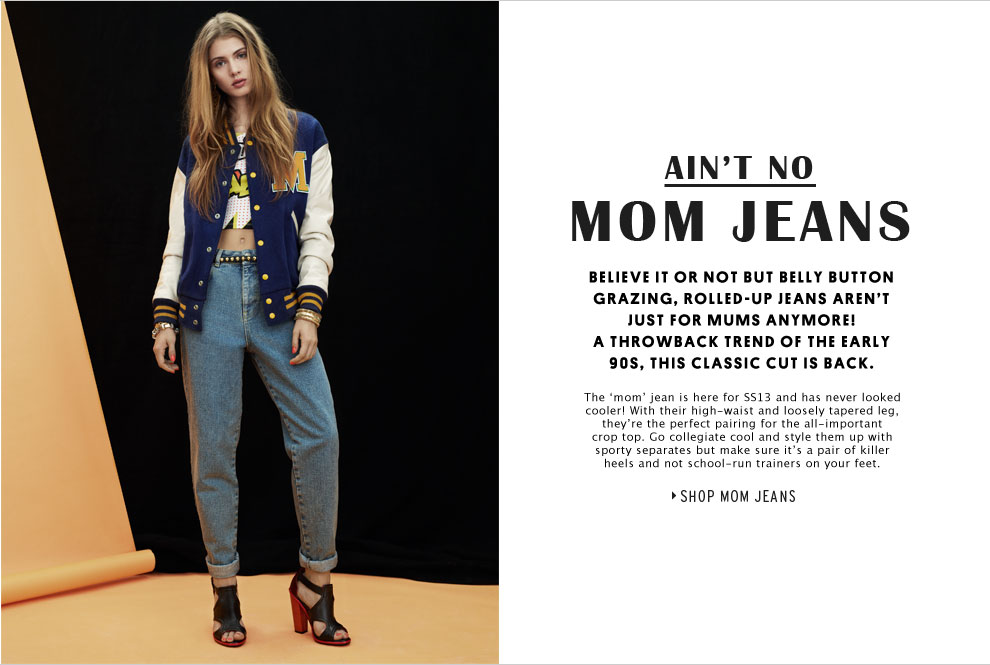 M
AIN'T NO
MOM JEANS
BELIEVE IT OR NOT BUT BELLY BUTTON
GRAZING, ROLLED-UP JEANS AREN'T
JUST FOR MUMS ANYMORE!
A THROWBACK TREND OF THE EARLY
90S, THIS CLASSIC CUT IS BACK.
The ‘mom’ jean is here for SS13 and has never looked
cooler! With their high-waist and loosely tapered leg,
they're the perfect pairing for the all-important
crop top. Go collegiate cool and style them up with
sporty separates but make sure it's a pair of killer
heels and not school-run trainers on your feet.
SHOP MOM JEANS